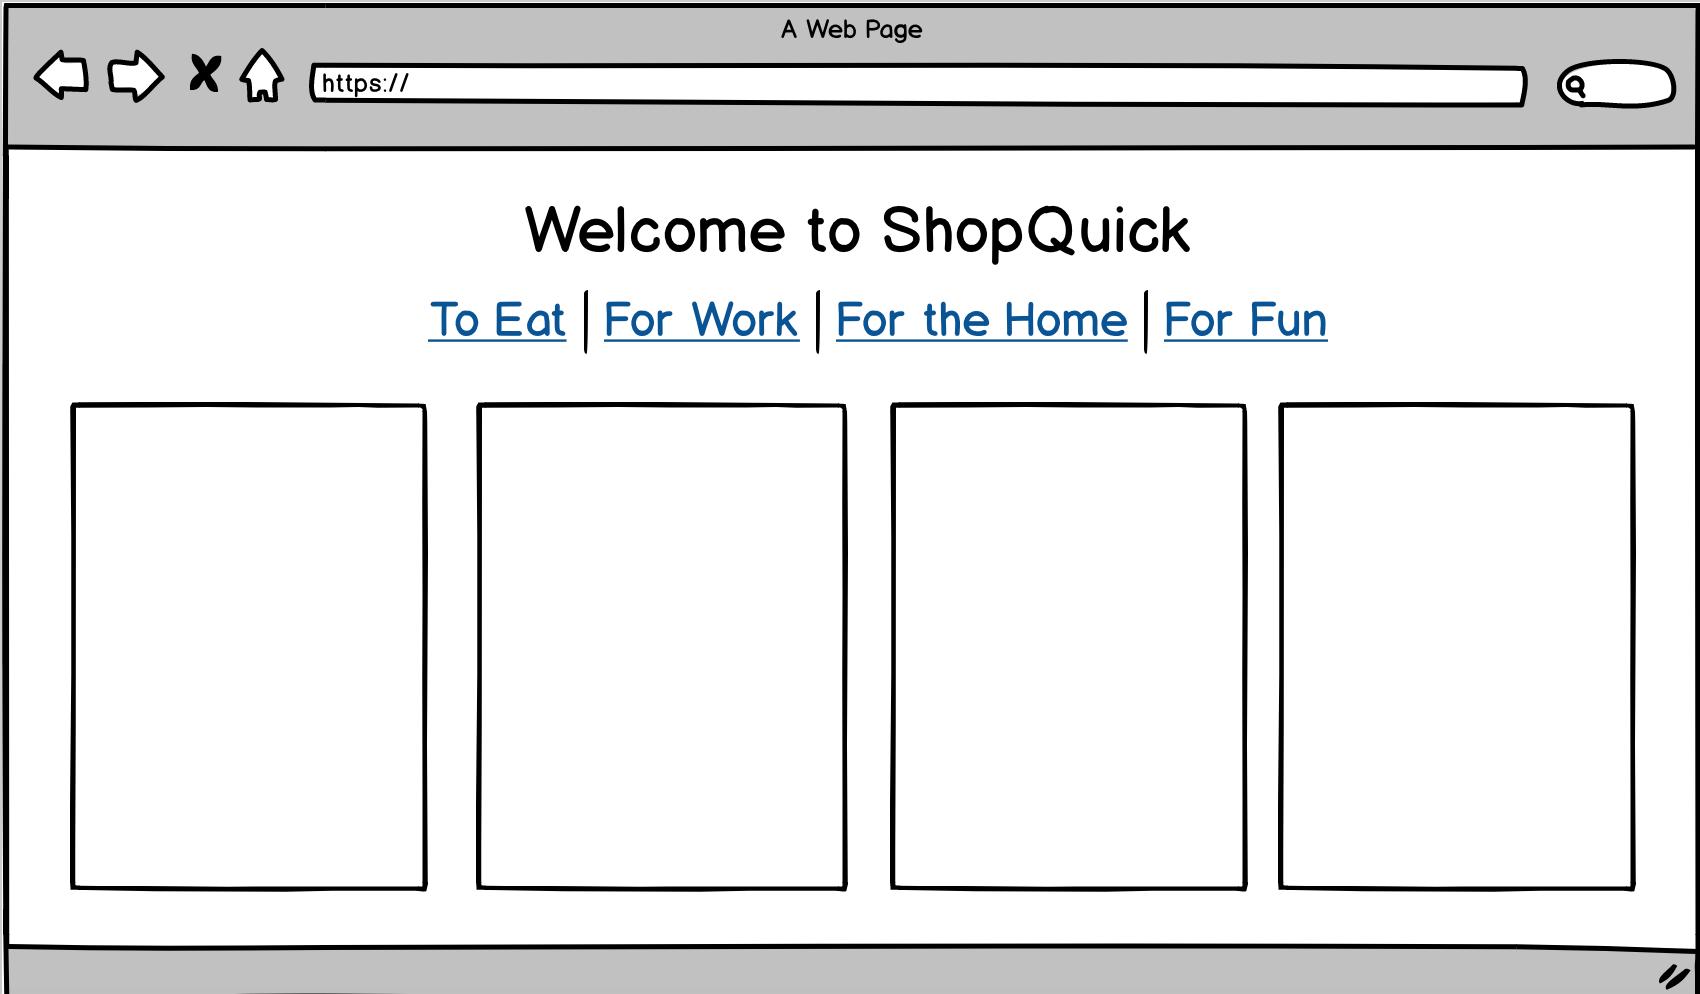 A Web Page
https://
Welcome to ShopQuick
To Eat | For Work | For the Home | For Fun